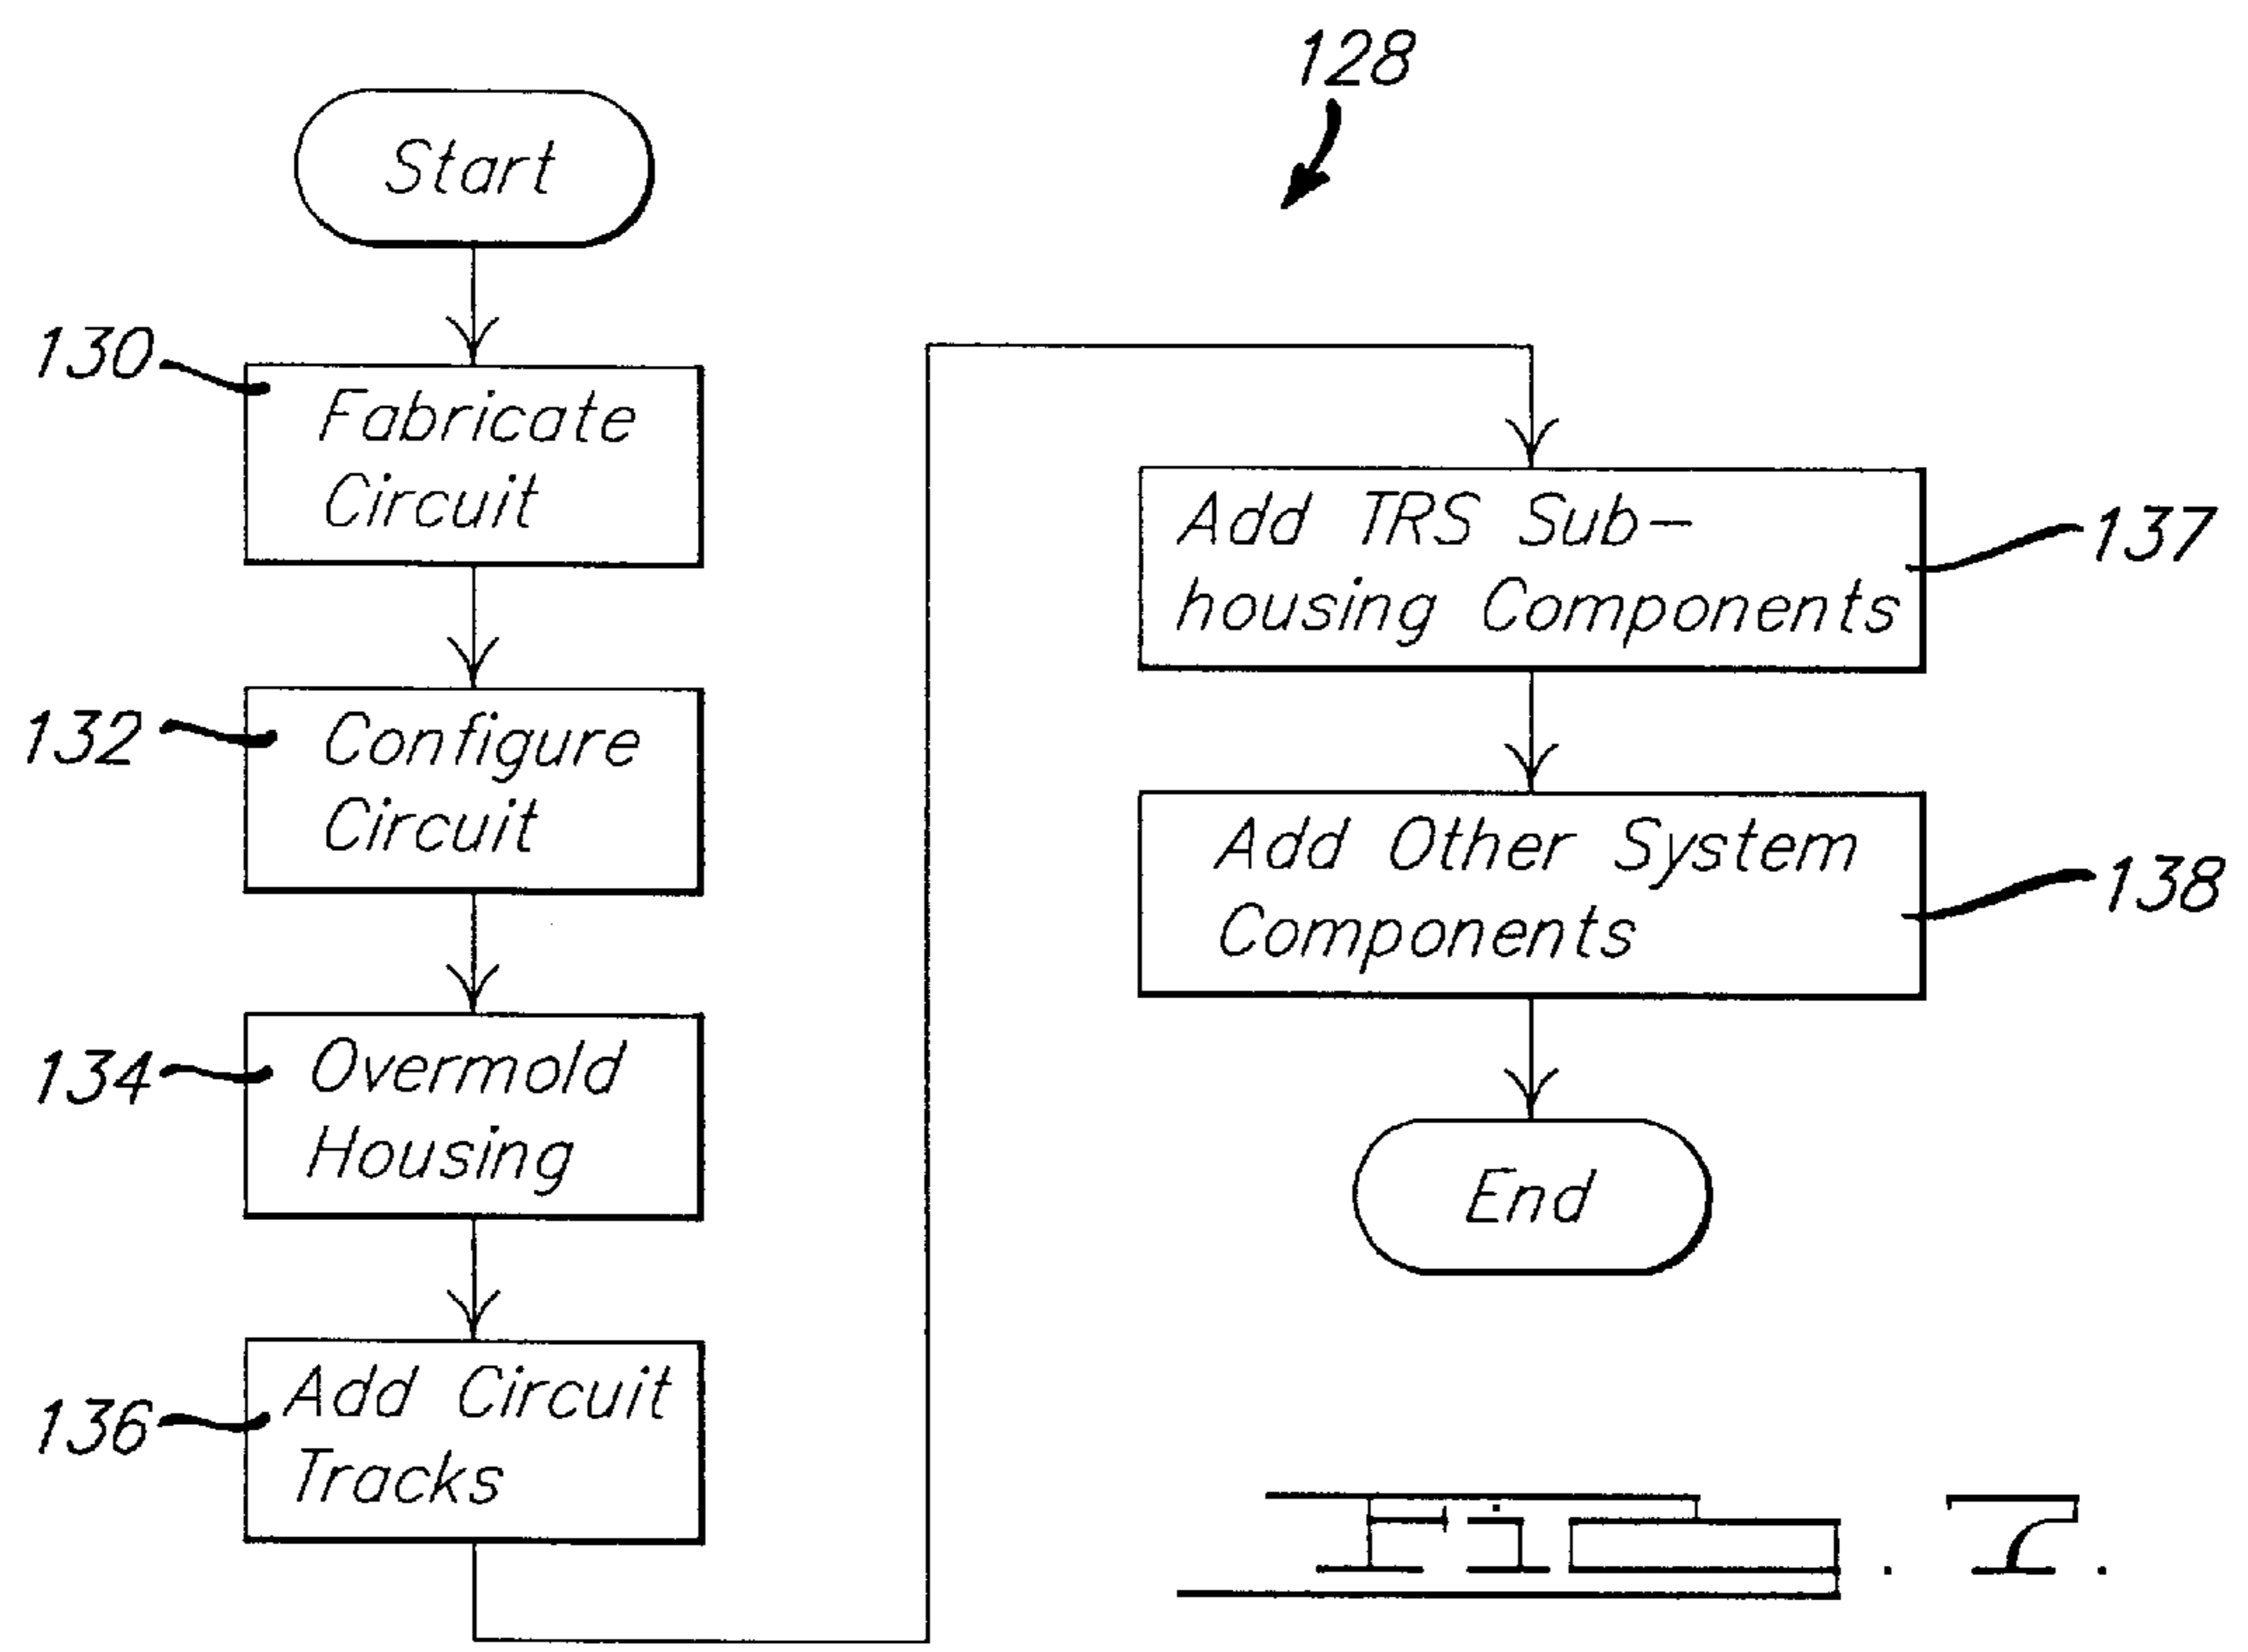 128
Start
130
Fabricate
Circuit
132
Configure
Circuit
134
Overmold
Housing
136
Add Circuit
Tracks
Add TRS Sub-
housing Components
137
Add Other System
Components
138
End
Fig. 7.